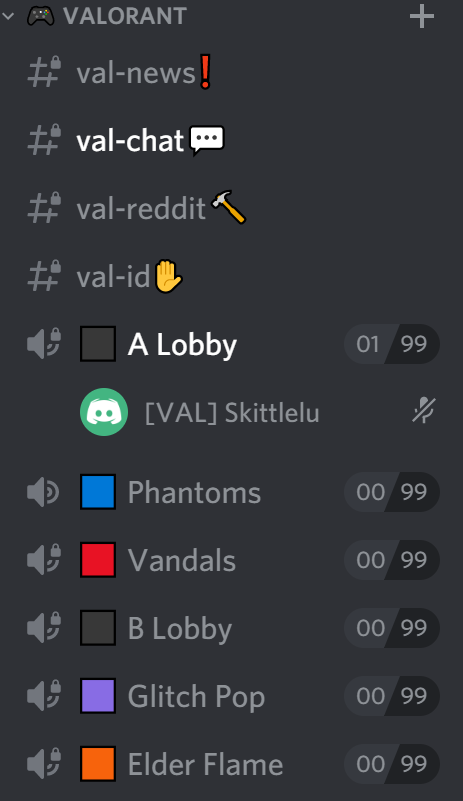 VALORANT
val-news❗
val-chat💬
val-reddit🔨
val-id✋
A Lobby 01 99
[VAL] Skittlelu
Phantoms 00 99
Vandals 00 99
B Lobby 00 99
Glitch Pop 00 99
Elder Flame 00 99